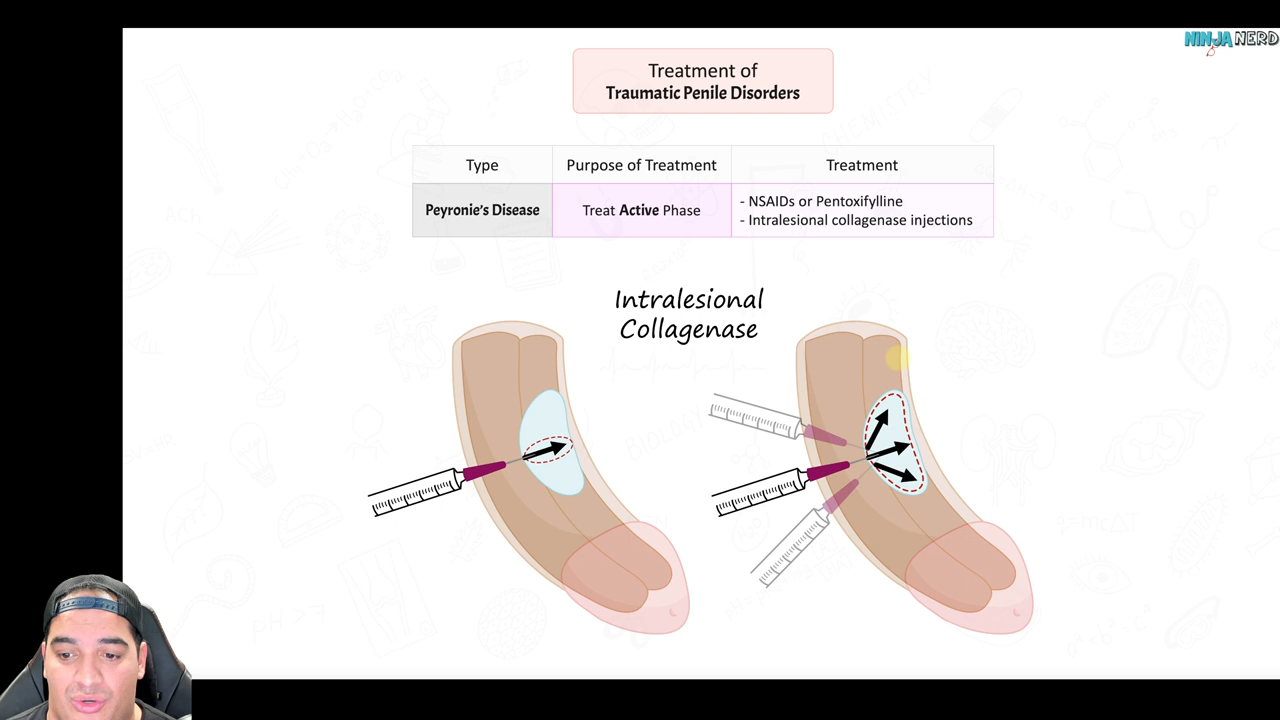 NINJA NERD
Treatment of
Traumatic Penile Disorders
Type Purpose of Treatment Treatment
Peyronie's Disease Treat Active Phase - NSAIDs or Pentoxifylline
- Intralesional collagenase injections
Intralesional
Collagenase